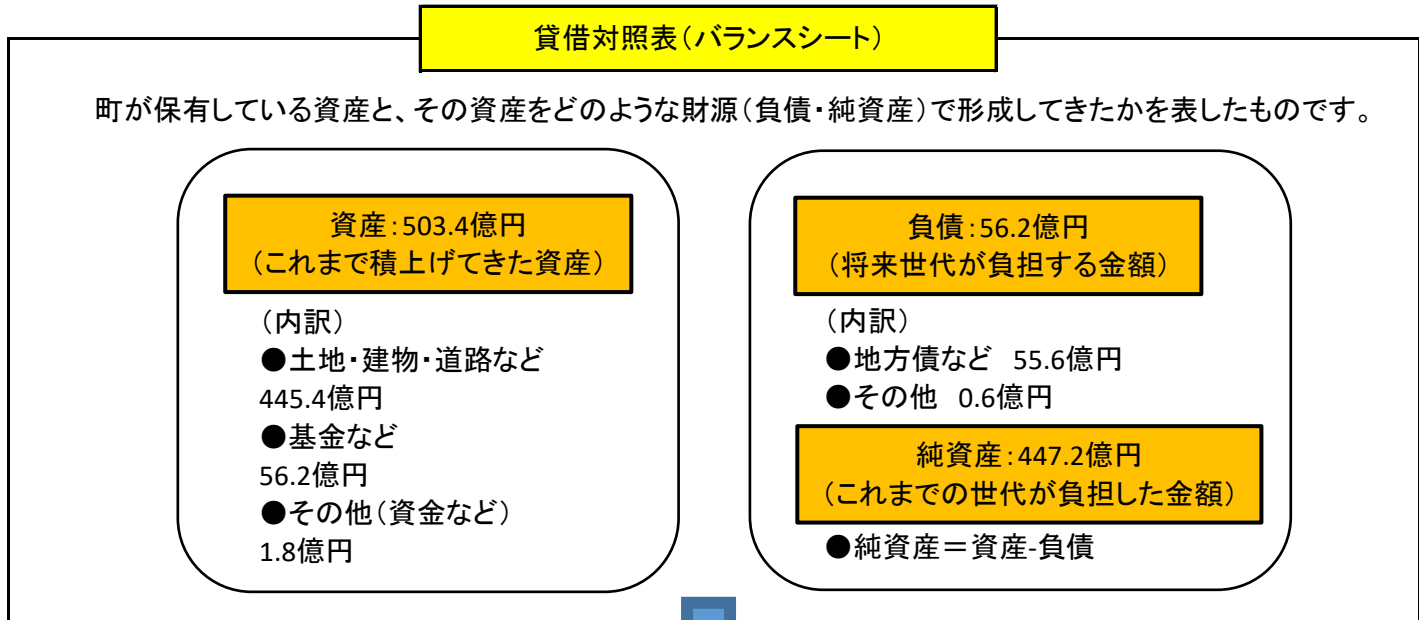 貸借対照表（バランスシート）
町が保有している資産と、その資産をどのような財源（負債・純資産）で形成してきたかを表したものです。
資産：503.4億円
（これまで積上げてきた資産）
（内訳）
●土地・建物・道路など
445.4億円
●基金など
56.2億円
●その他（資金など）
1.8億円
負債：56.2億円
（将来世代が負担する金額）
（内訳）
●地方債など　55.6億円
●その他　0.6億円
純資産：447.2億円
（これまでの世代が負担した金額）
●純資産＝資産-負債